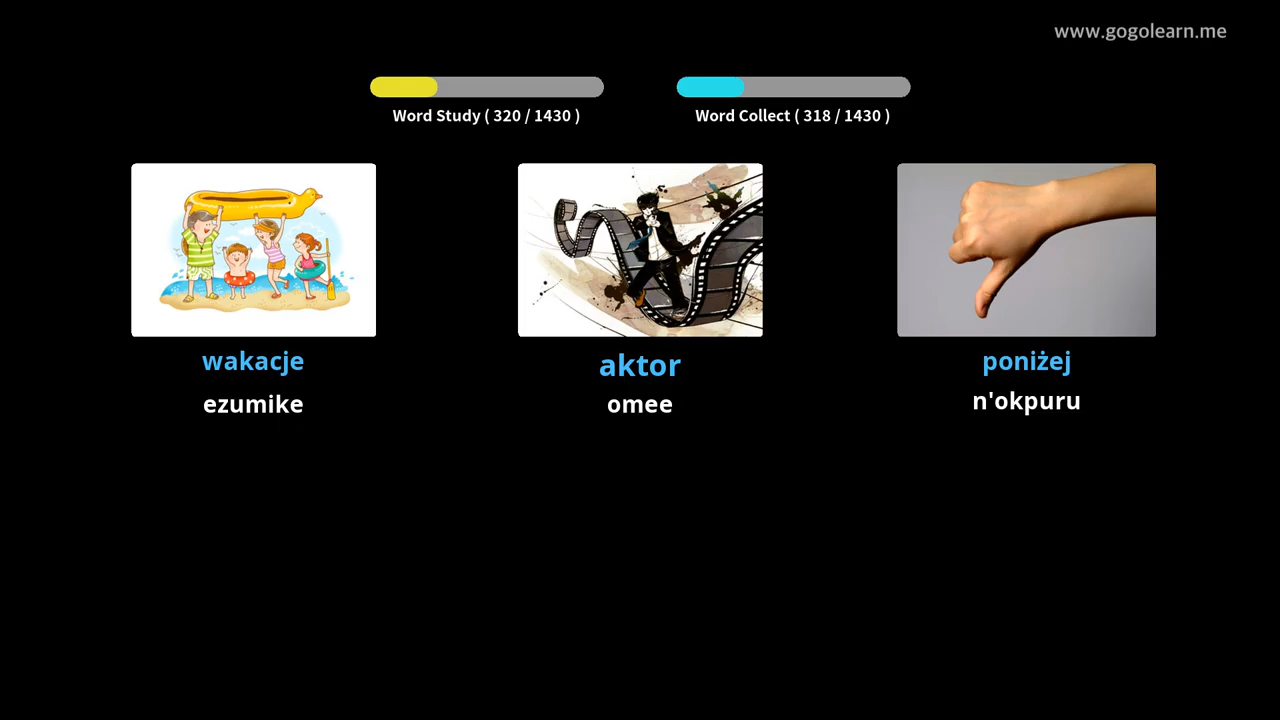 www.gogolearn.me
Word Study ( 320 / 1430 )
Word Collect ( 318 / 1430 )
wakacje
ezumike
aktor
omee
poniżej
n'okpuru